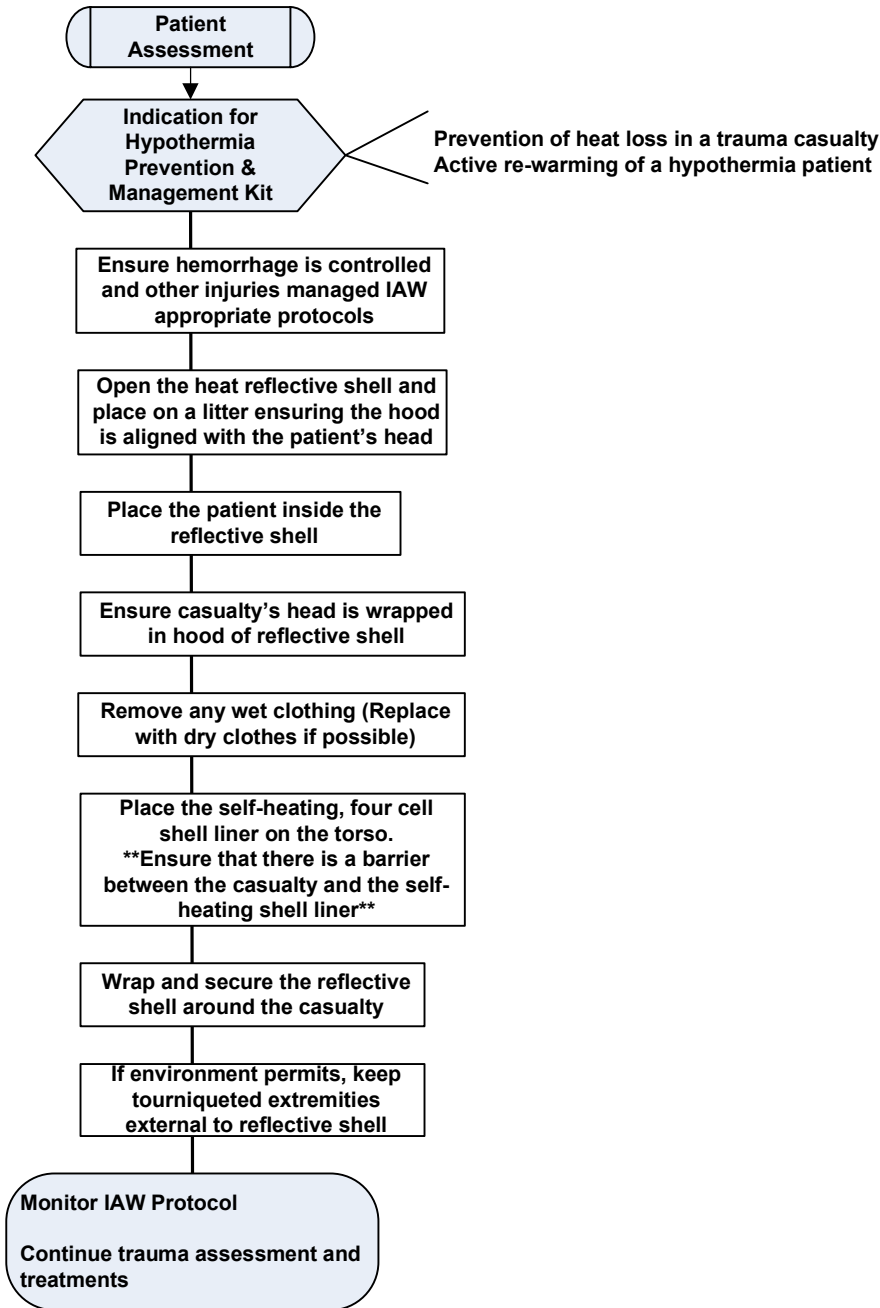 Patient
Assessment
Indication for
Hypothermia
Prevention &
Management Kit
Prevention of heat loss in a trauma casualty
Active re-warming of a hypothermia patient
Ensure hemorrhage is controlled
and other injuries managed IAW
appropriate protocols
Open the heat reflective shell and
place on a litter ensuring the hood
is aligned with the patient's head
Place the patient inside the
reflective shell
Ensure casualty's head is wrapped
in hood of reflective shell
Remove any wet clothing (Replace
with dry clothes if possible)
Place the self-heating, four cell
shell liner on the torso.
**Ensure that there is a barrier
between the casualty and the self-
heating shell liner**
Wrap and secure the reflective
shell around the casualty
If environment permits, keep
tourniqueted extremities
external to reflective shell
Monitor IAW Protocol
Continue trauma assessment and
treatments